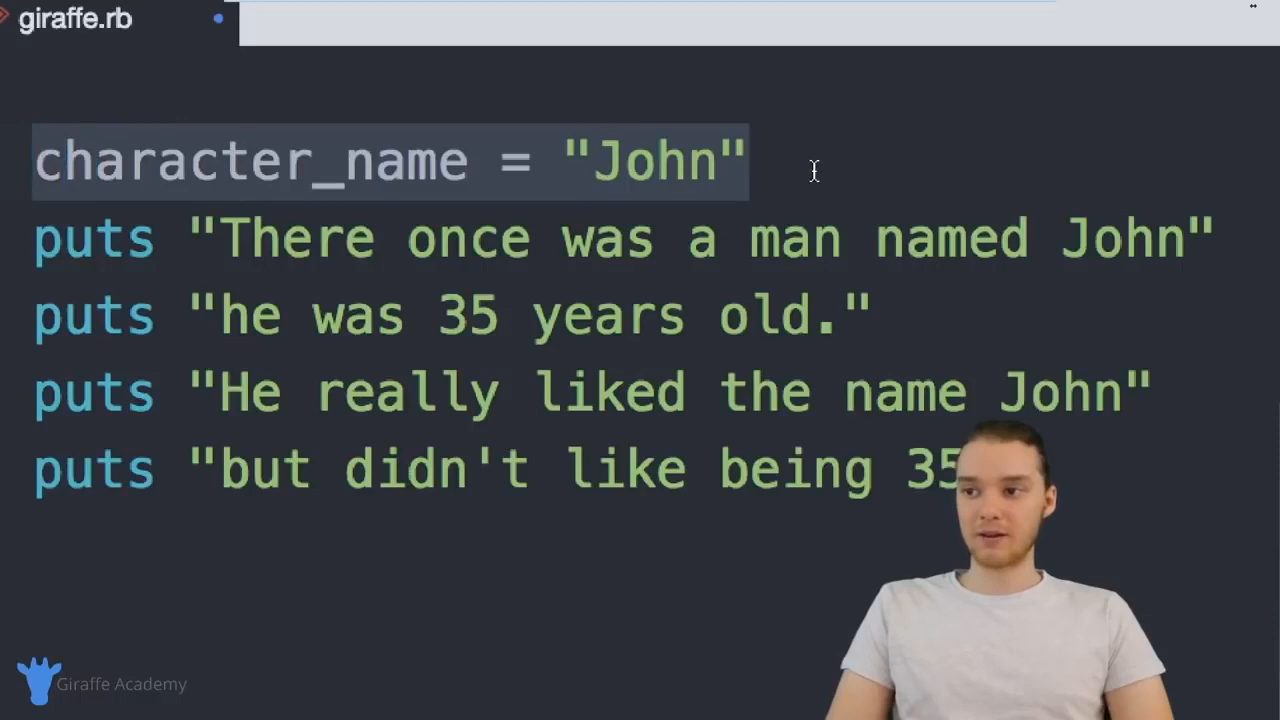 giraffe.rb
character_name = "John"
puts "There once was a man named John"
puts "he was 35 years old."
puts "He really liked the name John"
puts "but didn't like being 35
Giraffe Academy